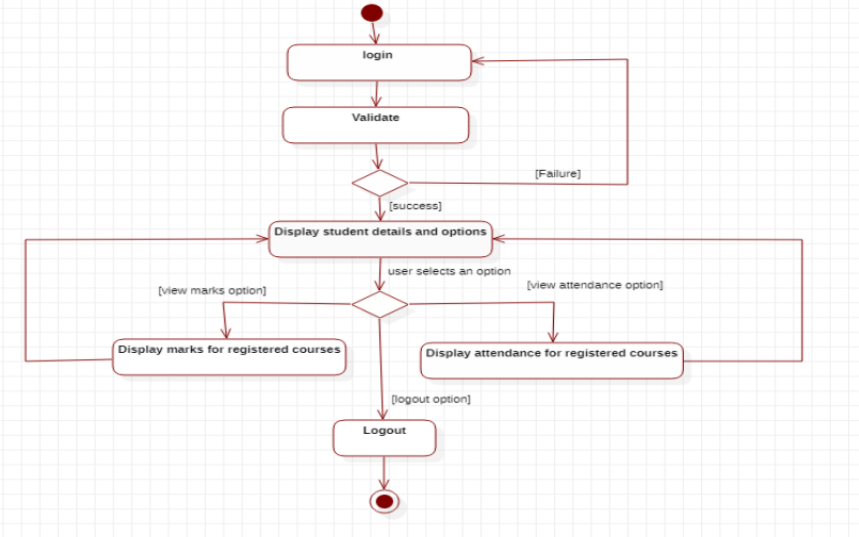 login
Validate
[Failure]
[success]
Display student details and options
user selects an option
[view marks option]
[view attendance option]
Display marks for registered courses
Display attendance for registered courses
[logout option]
Logout